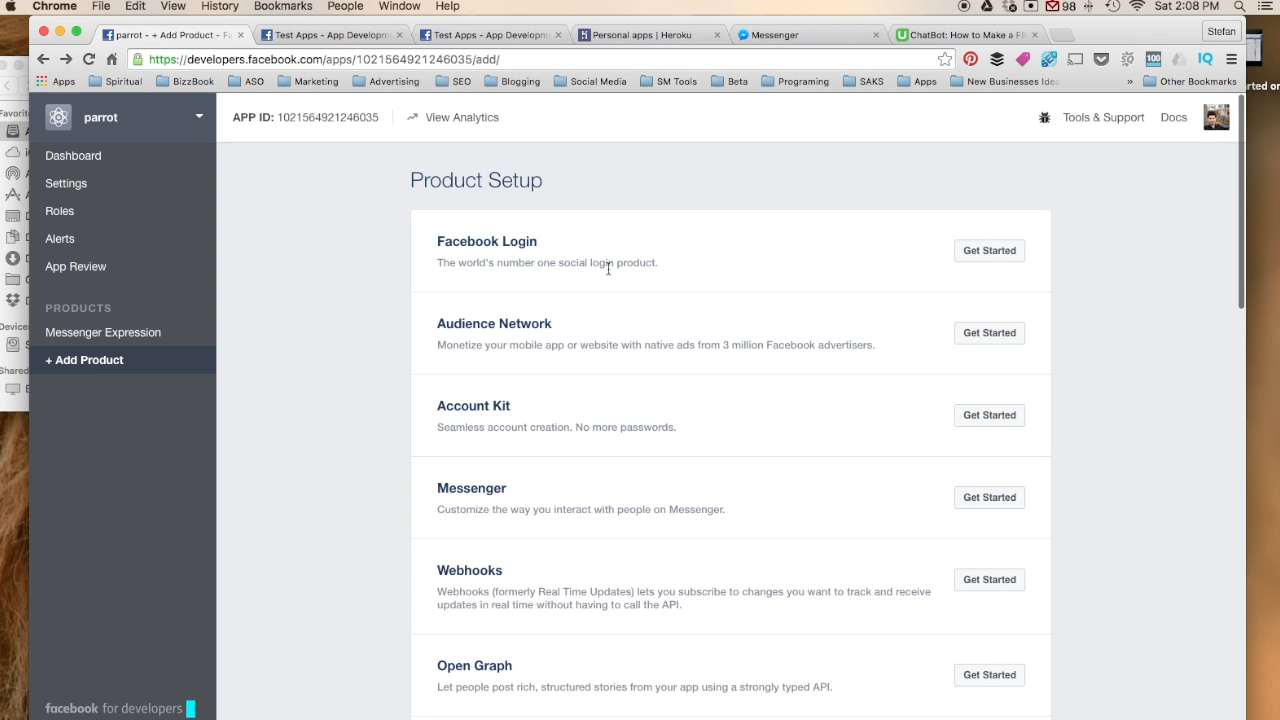 Chrome File Edit View History Bookmarks People Window Help 98 Sat 2:08 PM
parrot - + Add Product - Fa Test Apps - App Developm Test Apps - App Developm Personal apps | Heroku Messenger ChatBot: How to Make a F Stefan
https://developers.facebook.com/apps/1021564921246035/add/
Apps Spiritual BizzBook ASO Marketing Advertising SEO Blogging Social Media SM Tools Beta Programing SAKS Apps New Businesses Idea » Other Bookmarks
parrot
APP ID: 1021564921246035 View Analytics Tools & Support Docs
Dashboard
Settings
Roles
Alerts
App Review
PRODUCTS
Messenger Expression
+ Add Product
facebook for developers
Product Setup
Facebook Login
The world's number one social login product.
Get Started
Audience Network
Monetize your mobile app or website with native ads from 3 million Facebook advertisers.
Get Started
Account Kit
Seamless account creation. No more passwords.
Get Started
Messenger
Customize the way you interact with people on Messenger.
Get Started
Webhooks
Webhooks (formerly Real Time Updates) lets you subscribe to changes you want to track and receive
updates in real time without having to call the API.
Get Started
Open Graph
Let people post rich, structured stories from your app using a strongly typed API.
Get Started
Favorit
Devices
Shared
rted on